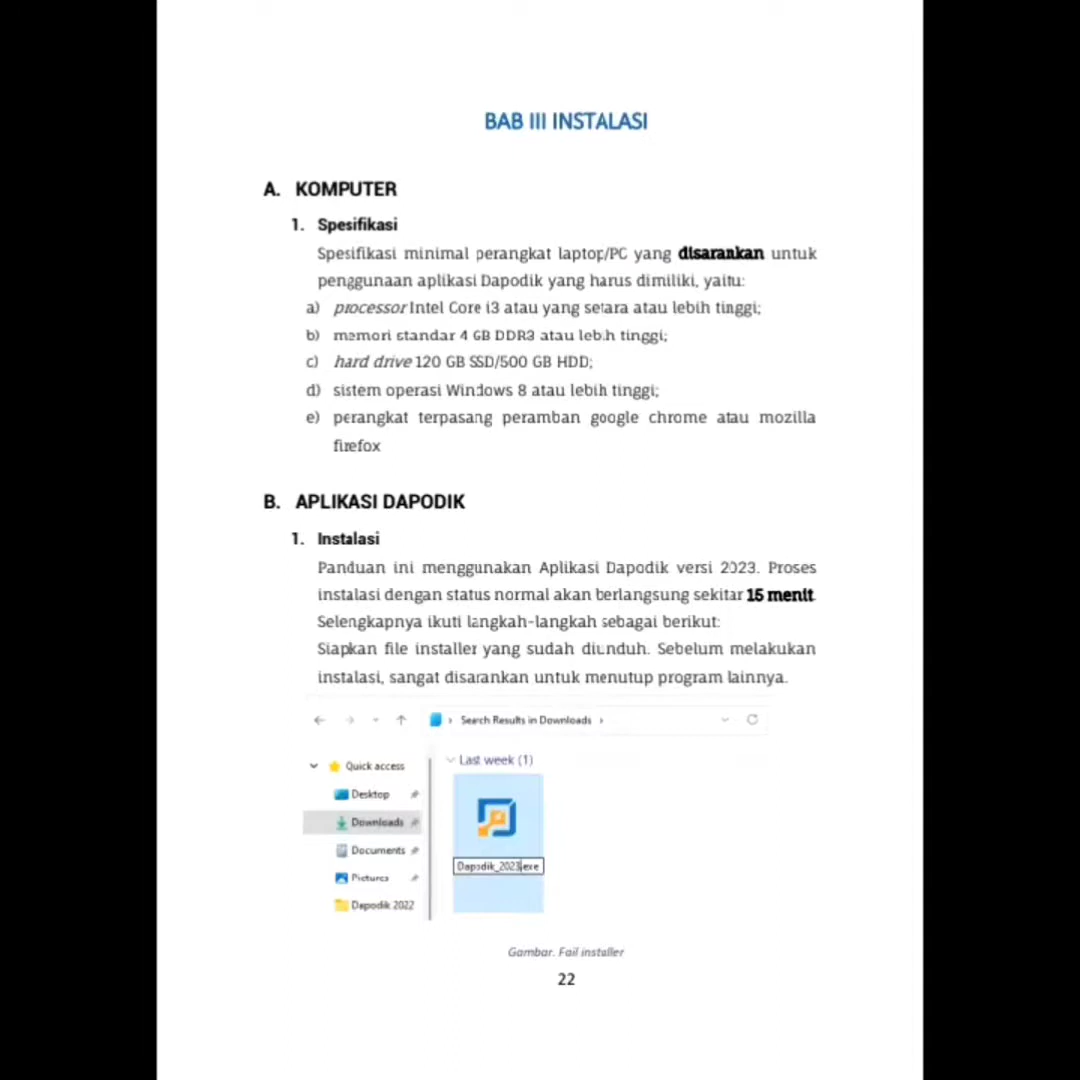 BAB III INSTALASI
A. KOMPUTER
1. Spesifikasi
Spesifikasi minimal perangkat laptop/PC yang disarankan untuk
penggunaan aplikasi Dapodik yang harus dimiliki, yaitu:
a) processor Intel Core i3 atau yang setara atau lebih tinggi;
b) memori standar 4 GB DDR3 atau lebih tinggi;
c) hard drive 120 GB SSD/500 GB HDD;
d) sistem operasi Windows 8 atau lebih tinggi;
e) perangkat terpasang peramban google chrome atau mozilla
firefox
B. APLIKASI DAPODIK
1. Instalasi
Panduan ini menggunakan Aplikasi Dapodik versi 2023. Proses
instalasi dengan status normal akan berlangsung sekitar 15 menit.
Selengkapnya ikuti langkah-langkah sebagai berikut:
Siapkan file installer yang sudah diunduh. Sebelum melakukan
instalasi, sangat disarankan untuk menutup program lainnya.
Search Results in Downloads
Quick access
Desktop
Downloads
Documents
Pictures
Dapodik 2022
Last week (1)
Dapodik_2023.exe
Gambar. Fail installer
22